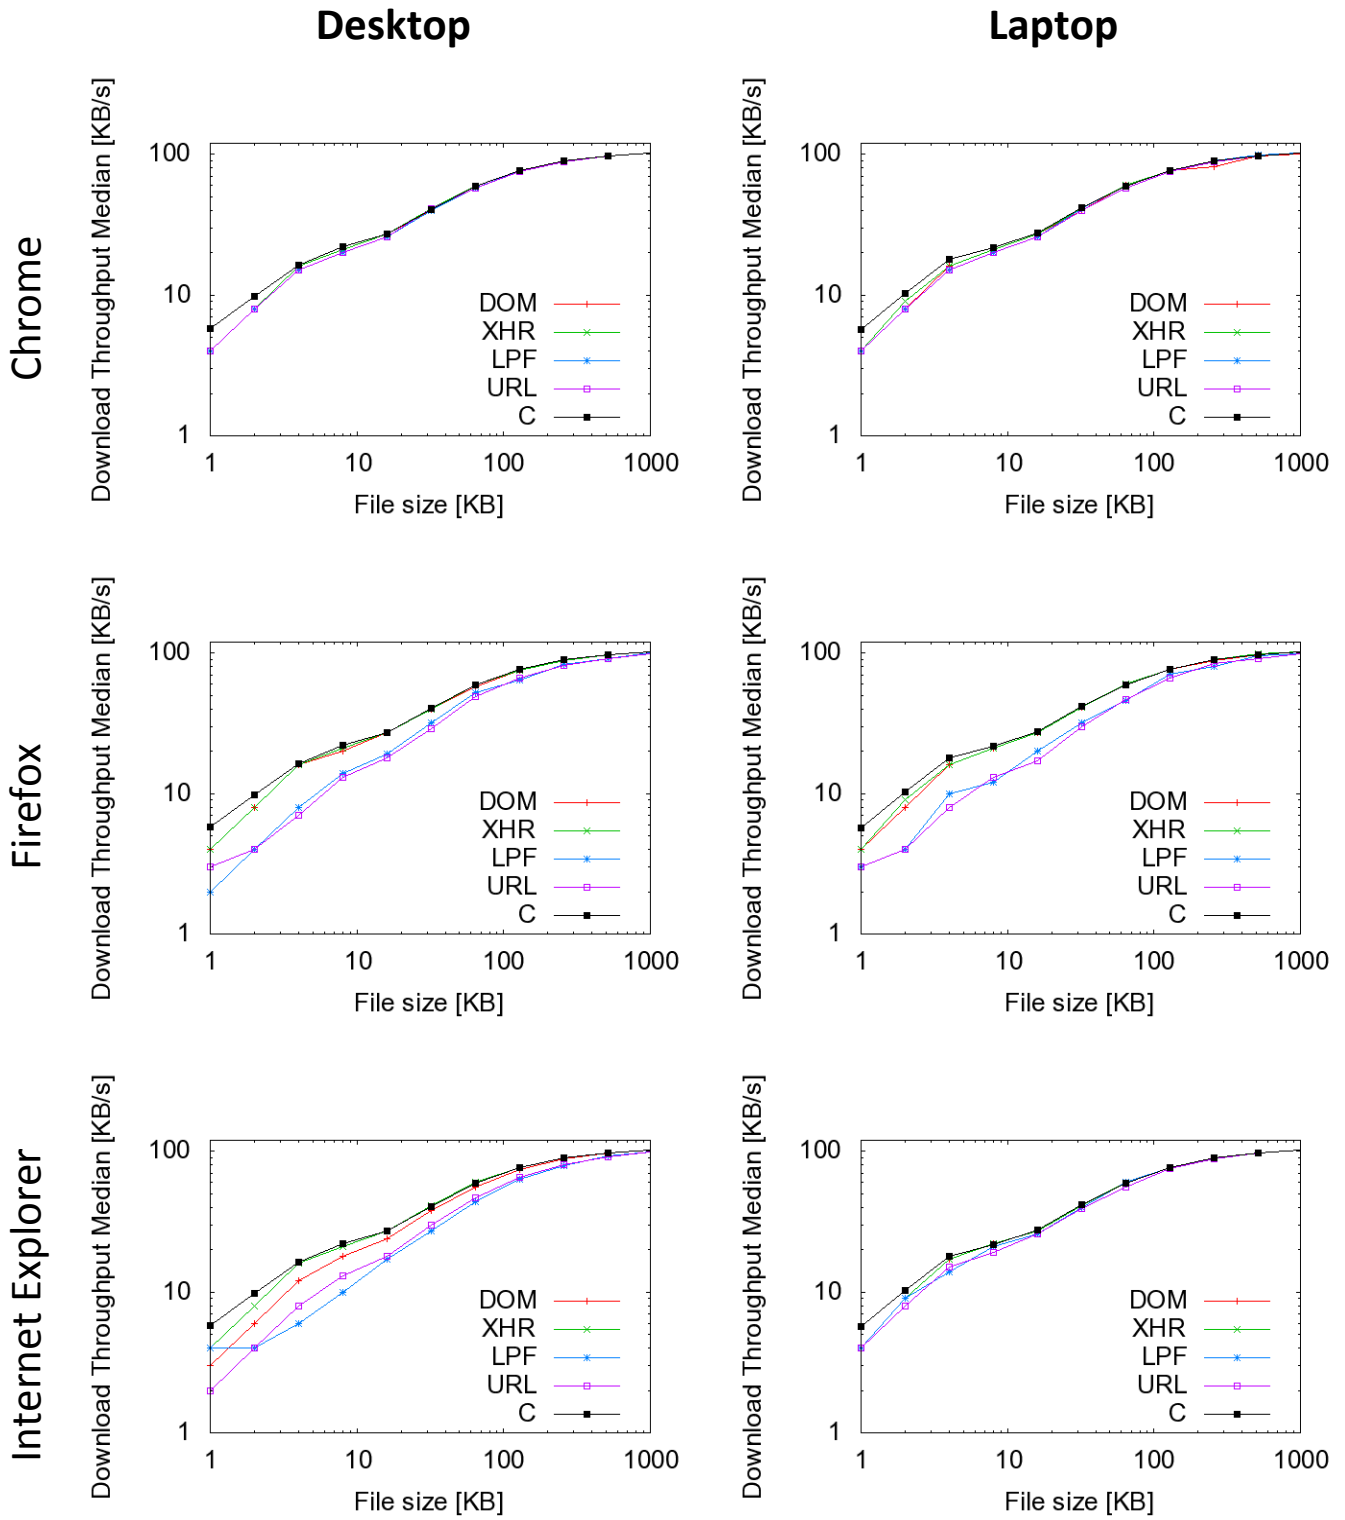 Desktop
Laptop
Chrome
Download Throughput Median [KB/s]
100
10
1
DOM
XHR
LPF
URL
C
1 10 100 1000
File size [KB]
Download Throughput Median [KB/s]
100
10
1
DOM
XHR
LPF
URL
C
1 10 100 1000
File size [KB]
Firefox
Download Throughput Median [KB/s]
100
10
1
DOM
XHR
LPF
URL
C
1 10 100 1000
File size [KB]
Download Throughput Median [KB/s]
100
10
1
DOM
XHR
LPF
URL
C
1 10 100 1000
File size [KB]
Internet Explorer
Download Throughput Median [KB/s]
100
10
1
DOM
XHR
LPF
URL
C
1 10 100 1000
File size [KB]
Download Throughput Median [KB/s]
100
10
1
DOM
XHR
LPF
URL
C
1 10 100 1000
File size [KB]